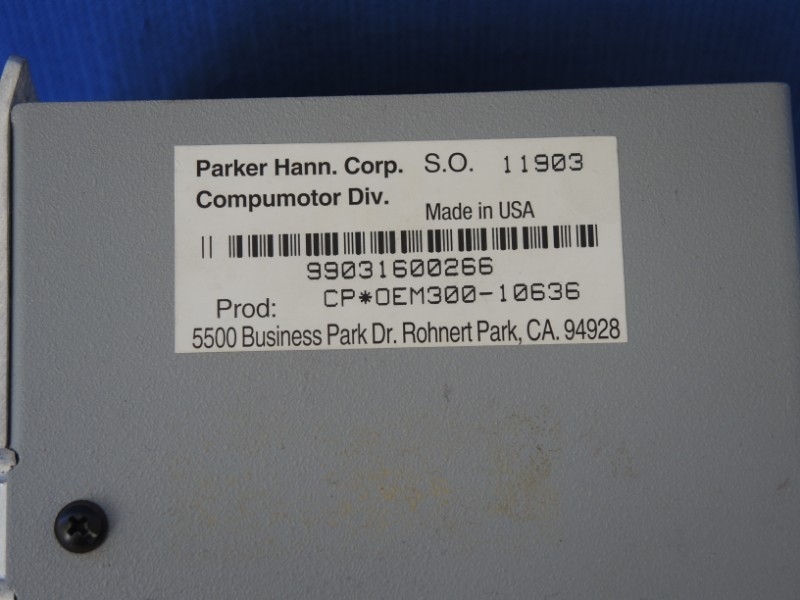 Parker Hann. Corp. S.O. 11903
Compumotor Div.
Made in USA
99031600266
Prod: CP*OEM300-10636
5500 Business Park Dr. Rohnert Park, CA. 94928